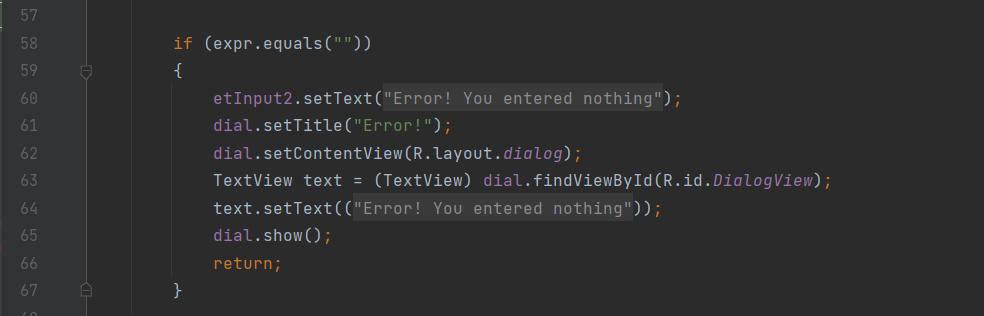 57
58 if (expr.equals(""))
59 {
60 etInput2.setText("Error! You entered nothing");
61 dial.setTitle("Error!");
62 dial.setContentView(R.layout.dialog);
63 TextView text = (TextView) dial.findViewById(R.id.DialogView);
64 text.setText(("Error! You entered nothing"));
65 dial.show();
66 return;
67 }